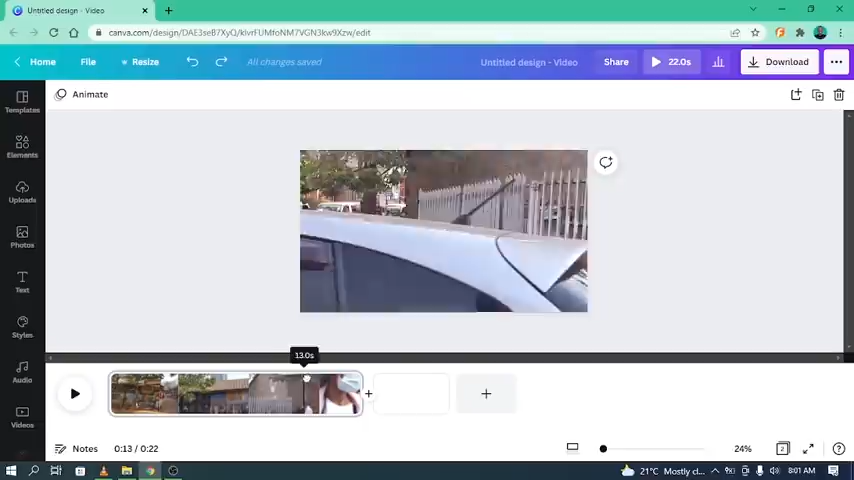 Untitled design - Video
canva.com/design/DAE3seB7XyQ/klvrFUMfoNM7VGN3kw9Xzw/edit
Home
File
Resize
All changes saved
Untitled design - Video
Share
22.0s
Download
Templates
Animate
Elements
Uploads
Photos
Text
Styles
13.0s
Audio
Videos
Notes
0:13 / 0:22
24%
2
21°C Mostly cl...
8:01 AM